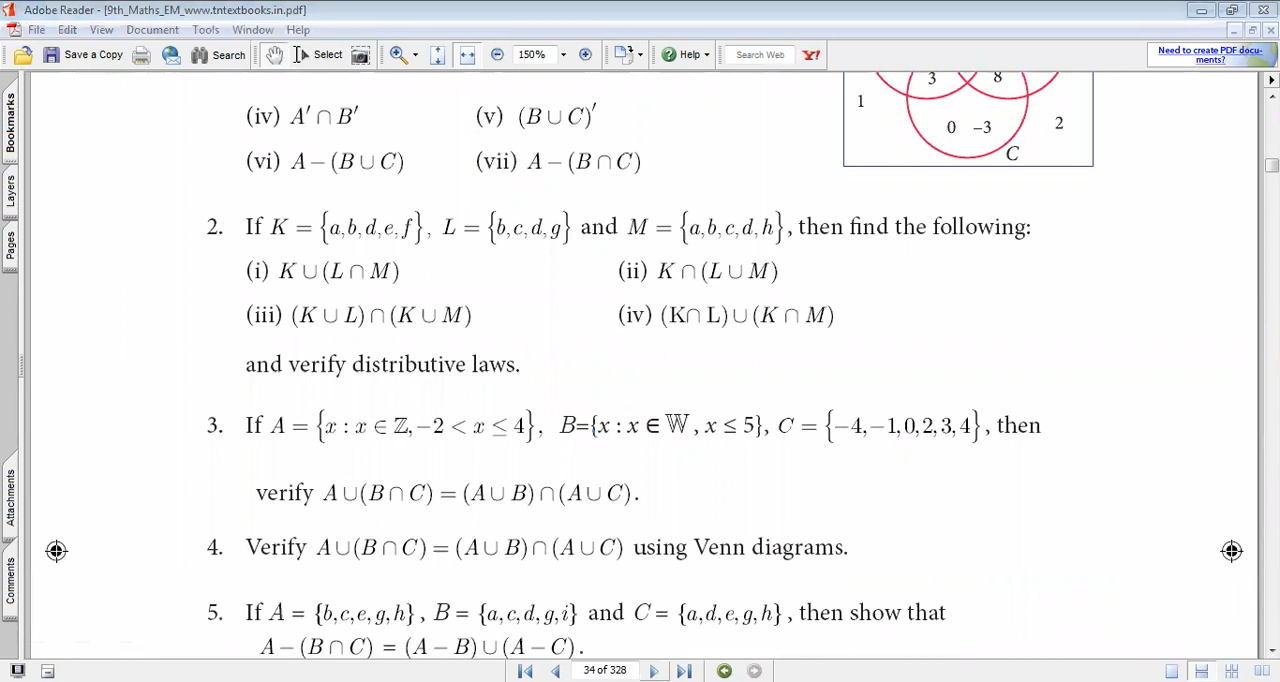 Adobe Reader - [9th_Maths_EM_www.tntextbooks.in.pdf]
File Edit View Document Tools Window Help
Save a Copy Search Select 150% Help Search Web Y! Need to create PDF docu-
ments?
Bookmarks
Layers
Pages
Attachments
Comments
3 8
1 0 -3 2
C
(iv) A′ ∩ B′ (v) (B ∪ C)′
(vi) A − (B ∪ C) (vii) A − (B ∩ C)
2. If K = {a,b,d,e,f}, L = {b,c,d,g} and M = {a,b,c,d,h}, then find the following:
(i) K ∪ (L ∩ M) (ii) K ∩ (L ∪ M)
(iii) (K ∪ L) ∩ (K ∪ M) (iv) (K∩ L) ∪ (K ∩ M)
and verify distributive laws.
3. If A = {x : x ∈ ℤ, −2 < x ≤ 4}, B={x : x ∈ 𝕎, x ≤ 5}, C = {−4, −1, 0, 2, 3, 4}, then
verify A ∪ (B ∩ C) = (A ∪ B) ∩ (A ∪ C).
4. Verify A ∪ (B ∩ C) = (A ∪ B) ∩ (A ∪ C) using Venn diagrams.
5. If A = {b,c,e,g,h}, B = {a,c,d,g,i} and C = {a,d,e,g,h}, then show that
A − (B ∩ C) = (A − B) ∪ (A − C).
34 of 328